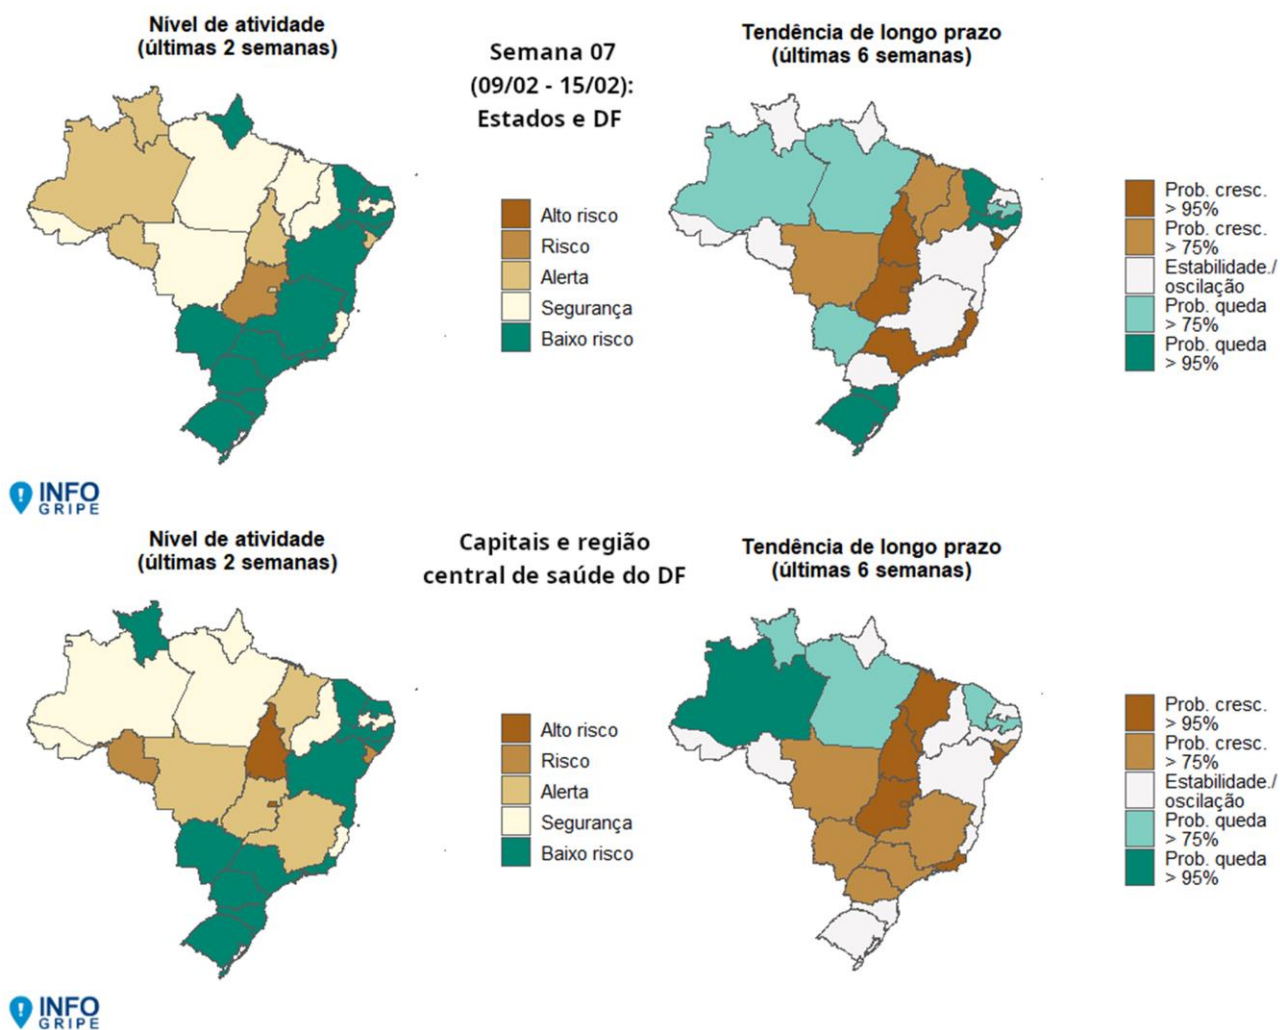 Nível de atividade
(últimas 2 semanas)
Semana 07
(09/02 - 15/02):
Estados e DF
Tendência de longo prazo
(últimas 6 semanas)
Alto risco
Risco
Alerta
Segurança
Baixo risco
Prob. cresc.
> 95%
Prob. cresc.
> 75%
Estabilidade./
oscilação
Prob. queda
> 75%
Prob. queda
> 95%
INFO
GRIPE
Nível de atividade
(últimas 2 semanas)
Capitais e região
central de saúde do DF
Tendência de longo prazo
(últimas 6 semanas)
Alto risco
Risco
Alerta
Segurança
Baixo risco
Prob. cresc.
> 95%
Prob. cresc.
> 75%
Estabilidade./
oscilação
Prob. queda
> 75%
Prob. queda
> 95%
INFO
GRIPE